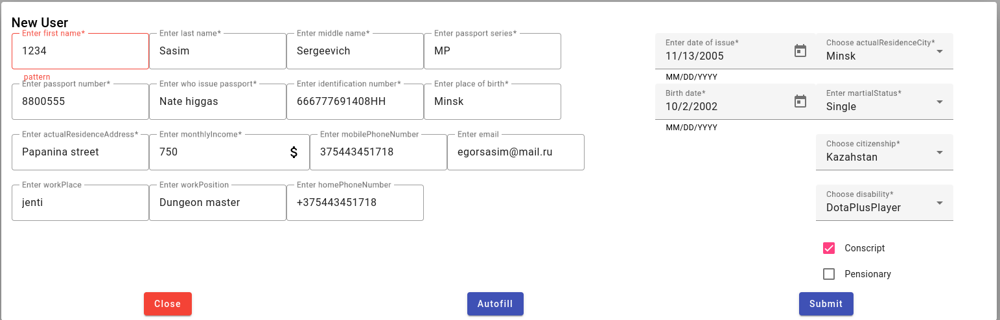 New User
Enter first name*
1234
pattern
Enter last name*
Sasim
Enter middle name*
Sergeevich
Enter passport series*
MP
Enter date of issue*
11/13/2005
MM/DD/YYYY
Choose actualResidenceCity*
Minsk
Enter passport number*
8800555
Enter who issue passport*
Nate higgas
Enter identification number*
666777691408HH
Enter place of birth*
Minsk
Birth date*
10/2/2002
MM/DD/YYYY
Enter martialStatus*
Single
Enter actualResidenceAddress*
Papanina street
Enter monthlyIncome*
750 $
Enter mobilePhoneNumber
375443451718
Enter email
egorsasim@mail.ru
Choose citizenship*
Kazahstan
Enter workPlace
jenti
Enter workPosition
Dungeon master
Enter homePhoneNumber
+375443451718
Choose disability*
DotaPlusPlayer
Conscript
Pensionary
Close
Autofill
Submit